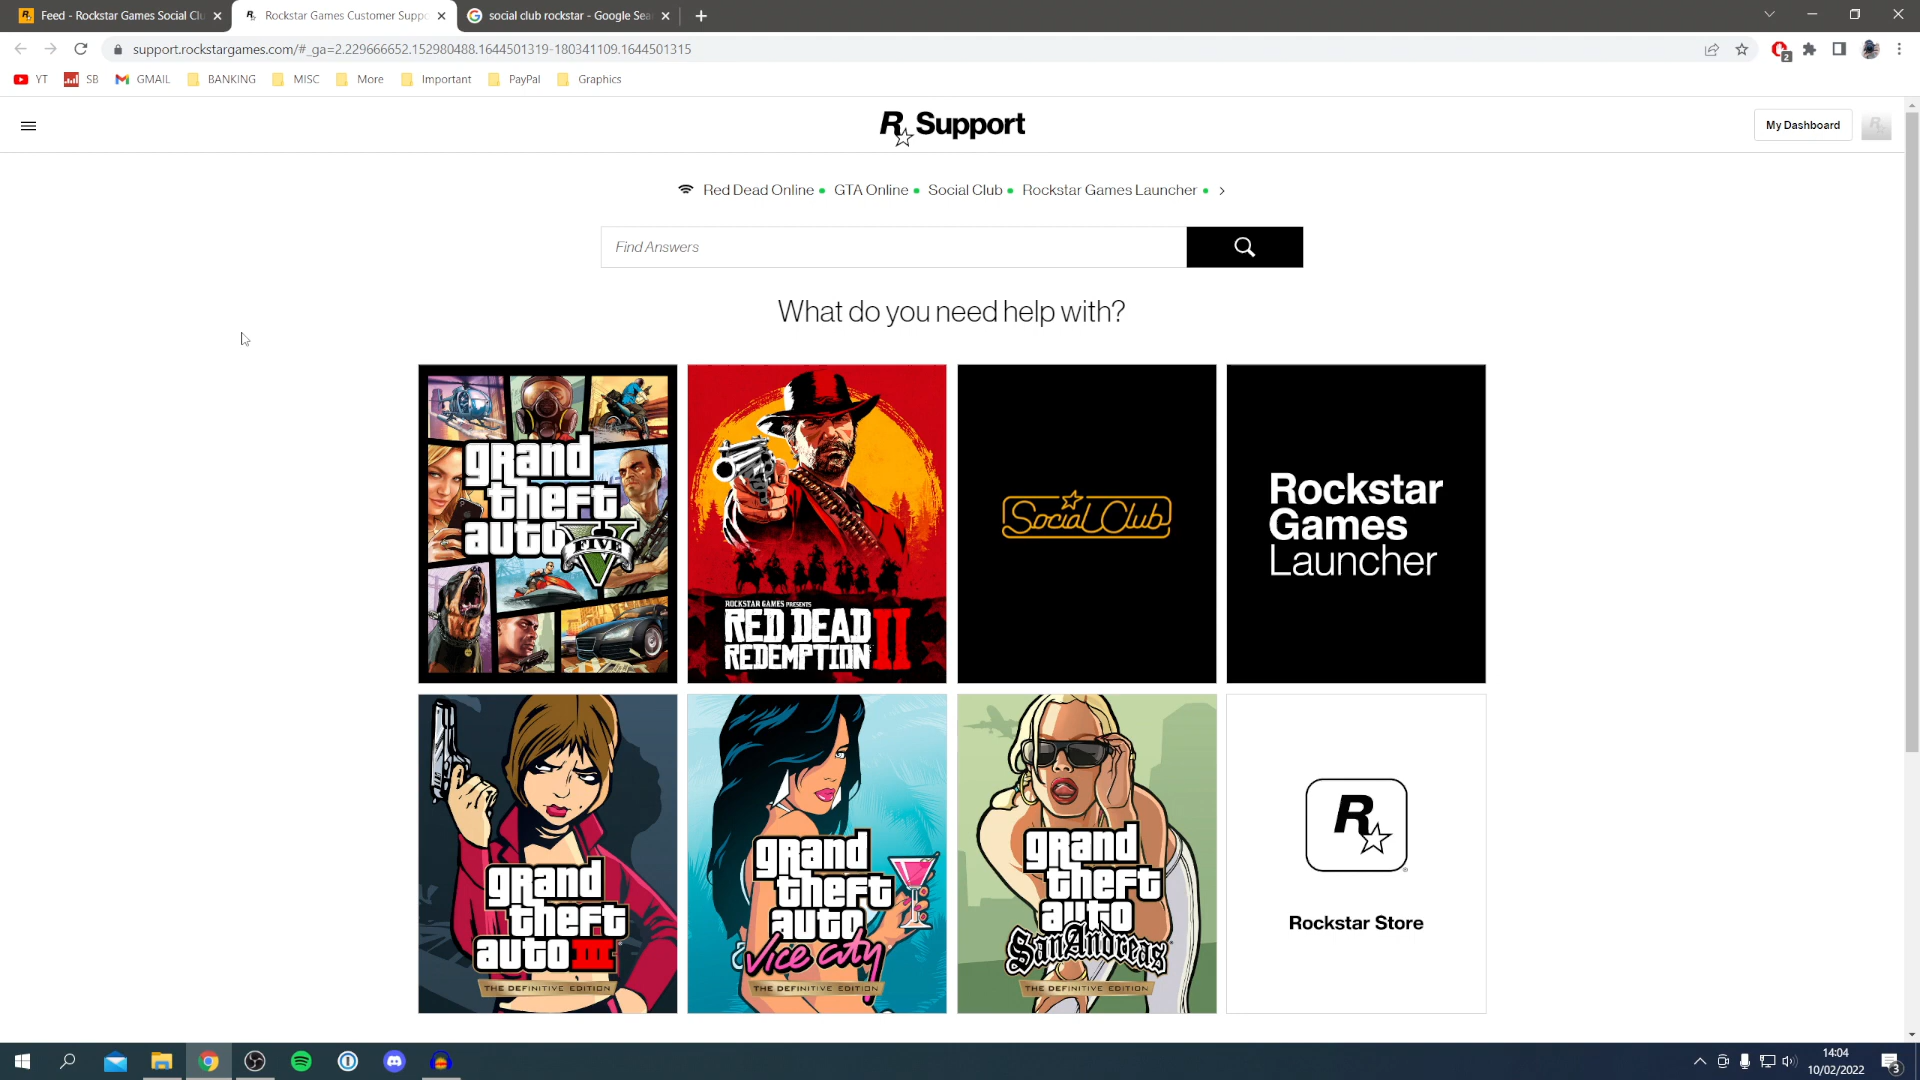 Feed - Rockstar Games Social Clu
Rockstar Games Customer Suppo
social club rockstar - Google Sea
support.rockstargames.com/#_ga=2.229666652.152980488.1644501319-180341109.1644501315
2
YT
SB
GMAIL
BANKING
MISC
More
Important
PayPal
Graphics
R Support
My Dashboard
Red Dead Online
GTA Online
Social Club
Rockstar Games Launcher
Find Answers
What do you need help with?
grand
theft
auto
FIVE
ROCKSTAR GAMES PRESENTS
RED DEAD
REDEMPTION II
Social Club
Rockstar
Games
Launcher
grand
theft
auto III
THE DEFINITIVE EDITION
grand
theft
auto
Vice City
THE DEFINITIVE EDITION
grand
theft
auto
San Andreas
THE DEFINITIVE EDITION
R
Rockstar Store
14:04
10/02/2022
3